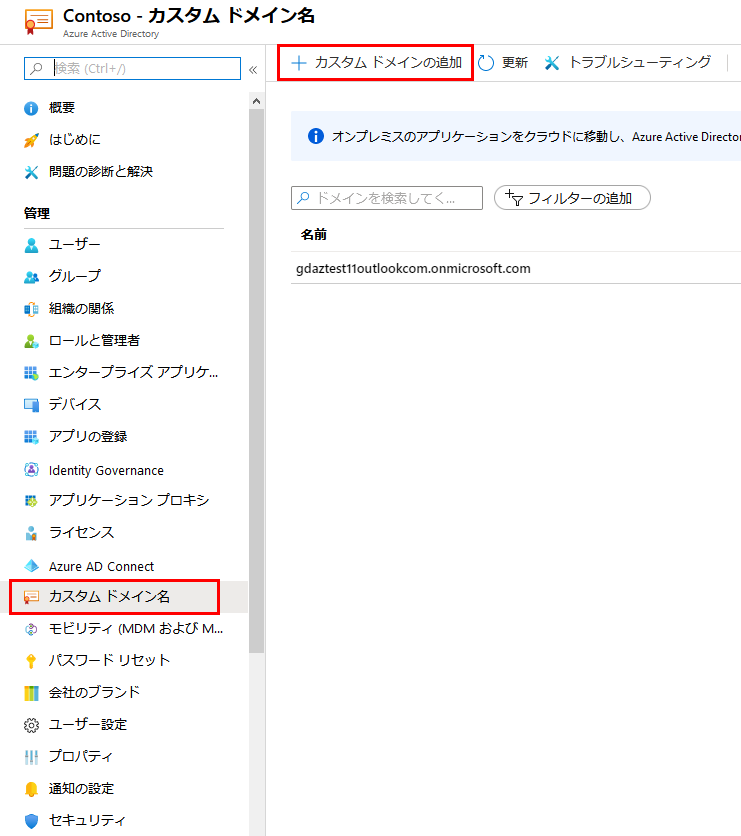 Contoso - カスタム ドメイン名
Azure Active Directory
検索 (Ctrl+/)
概要
はじめに
問題の診断と解決
管理
ユーザー
グループ
組織の関係
ロールと管理者
エンタープライズ アプリケ...
デバイス
アプリの登録
Identity Governance
アプリケーション プロキシ
ライセンス
Azure AD Connect
カスタム ドメイン名
モビリティ (MDM および M...
パスワード リセット
会社のブランド
ユーザー設定
プロパティ
通知の設定
セキュリティ
カスタム ドメインの追加 更新 トラブルシューティング
オンプレミスのアプリケーションをクラウドに移動し、Azure Active Director
ドメインを検索してく... フィルターの追加
名前
gdaztest11outlookcom.onmicrosoft.com